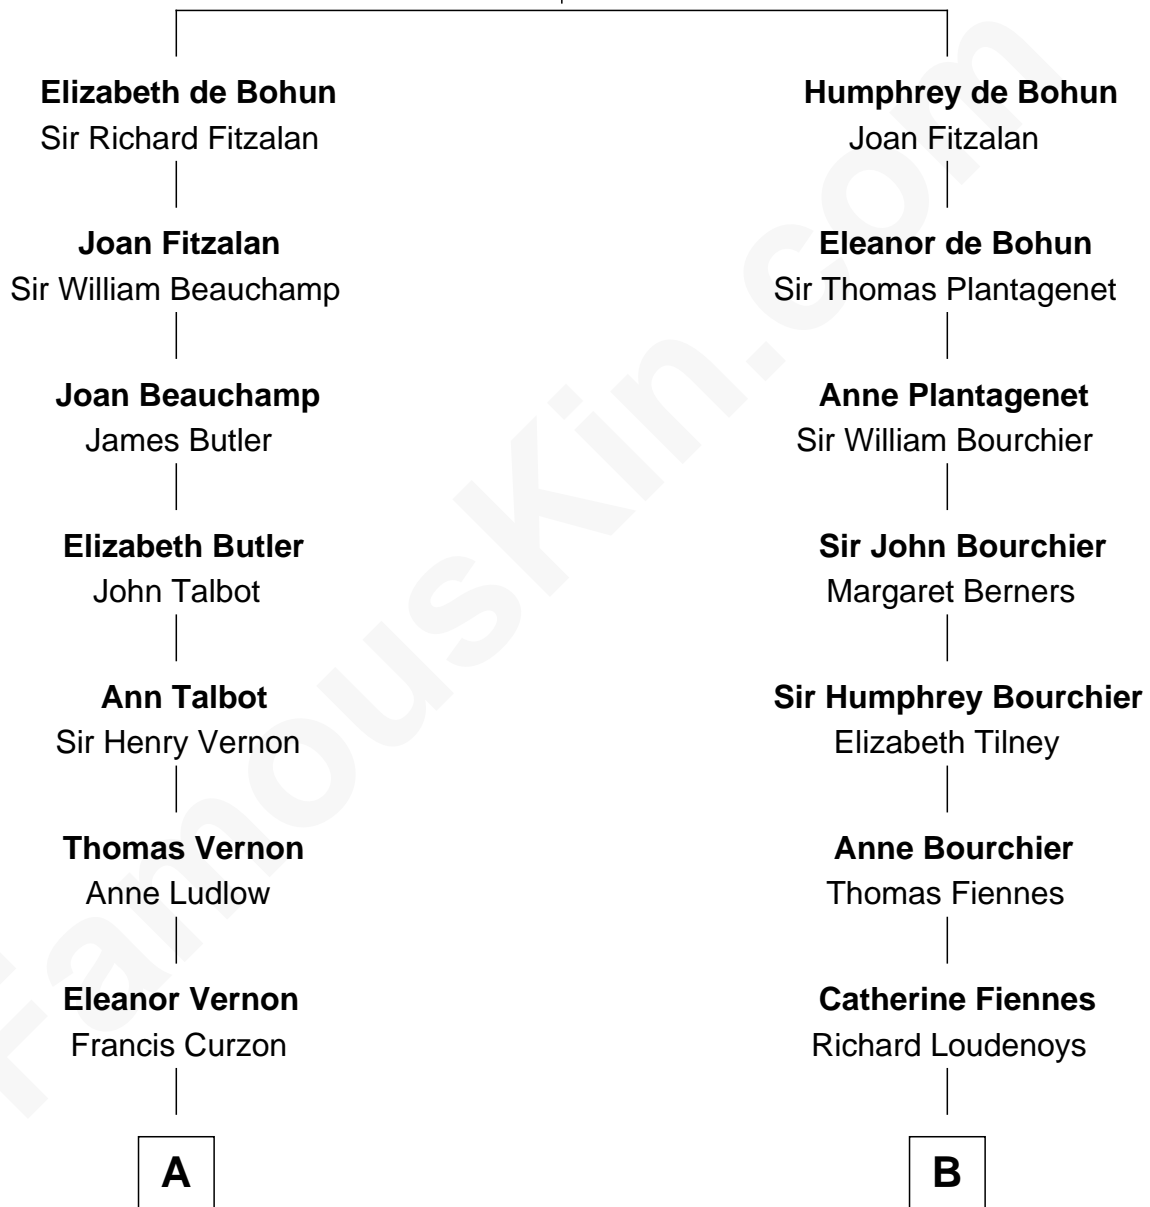 Elizabeth de Bohun
Sir Richard Fitzalan
Humphrey de Bohun
Joan Fitzalan
Joan Fitzalan
Sir William Beauchamp
Eleanor de Bohun
Sir Thomas Plantagenet
Joan Beauchamp
James Butler
Anne Plantagenet
Sir William Bourchier
Elizabeth Butler
John Talbot
Sir John Bourchier
Margaret Berners
Ann Talbot
Sir Henry Vernon
Sir Humphrey Bourchier
Elizabeth Tilney
Thomas Vernon
Anne Ludlow
Anne Bourchier
Thomas Fiennes
Eleanor Vernon
Francis Curzon
Catherine Fiennes
Richard Loudenoys
A
B
FamousKin.com